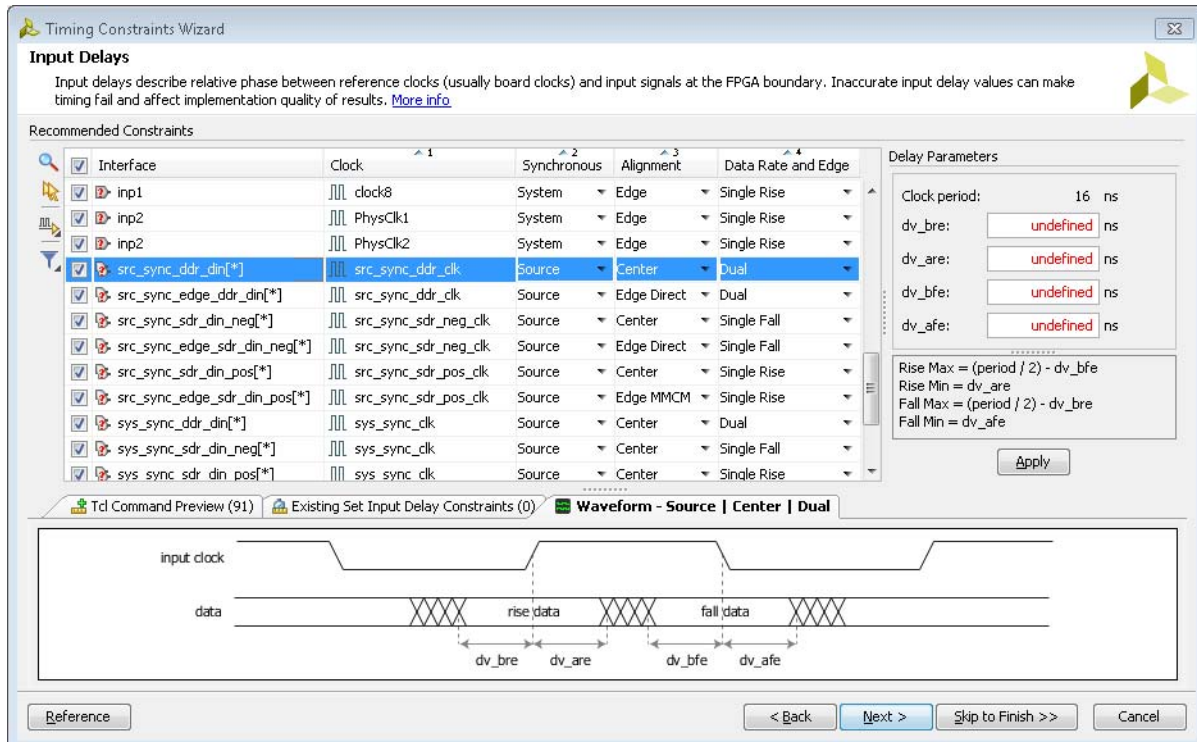 Timing Constraints Wizard
Input Delays
Input delays describe relative phase between reference clocks (usually board clocks) and input signals at the FPGA boundary. Inaccurate input delay values can make
timing fail and affect implementation quality of results. More info
Recommended Constraints
Interface Clock 1 Synchronous 2 Alignment 3 Data Rate and Edge 4
inp1 clock8 System Edge Single Rise
inp2 PhysClk1 System Edge Single Rise
inp2 PhysClk2 System Edge Single Rise
src_sync_ddr_din[*] src_sync_ddr_clk Source Center Dual
src_sync_edge_ddr_din[*] src_sync_ddr_clk Source Edge Direct Dual
src_sync_sdr_din_neg[*] src_sync_sdr_neg_clk Source Center Single Fall
src_sync_edge_sdr_din_neg[*] src_sync_sdr_neg_clk Source Edge Direct Single Fall
src_sync_sdr_din_pos[*] src_sync_sdr_pos_clk Source Center Single Rise
src_sync_edge_sdr_din_pos[*] src_sync_sdr_pos_clk Source Edge MMCM Single Rise
sys_sync_ddr_din[*] sys_sync_clk Source Center Dual
sys_sync_sdr_din_neg[*] sys_sync_clk Source Center Single Fall
sys_sync_sdr_din_pos[*] sys_sync_clk Source Center Single Rise
Delay Parameters
Clock period: 16 ns
dv_bre: undefined ns
dv_are: undefined ns
dv_bfe: undefined ns
dv_afe: undefined ns
Rise Max = (period / 2) - dv_bfe
Rise Min = dv_are
Fall Max = (period / 2) - dv_bre
Fall Min = dv_afe
Apply
Tcl Command Preview (91) Existing Set Input Delay Constraints (0) Waveform - Source | Center | Dual
input clock
data rise data fall data
dv_bre dv_are dv_bfe dv_afe
Reference < Back Next > Skip to Finish >> Cancel